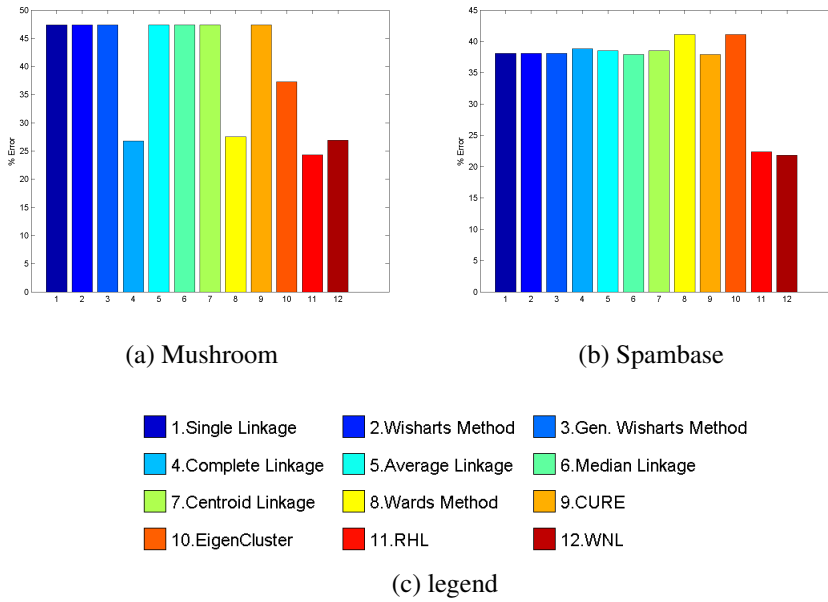 50
45
40
35
30
25
20
15
10
5
0
% Error
1 2 3 4 5 6 7 8 9 10 11 12
(a) Mushroom
45
40
35
30
25
20
15
10
5
0
% Error
1 2 3 4 5 6 7 8 9 10 11 12
(b) Spambase
1.Single Linkage 2.Wisharts Method 3.Gen. Wisharts Method
4.Complete Linkage 5.Average Linkage 6.Median Linkage
7.Centroid Linkage 8.Wards Method 9.CURE
10.EigenCluster 11.RHL 12.WNL
(c) legend